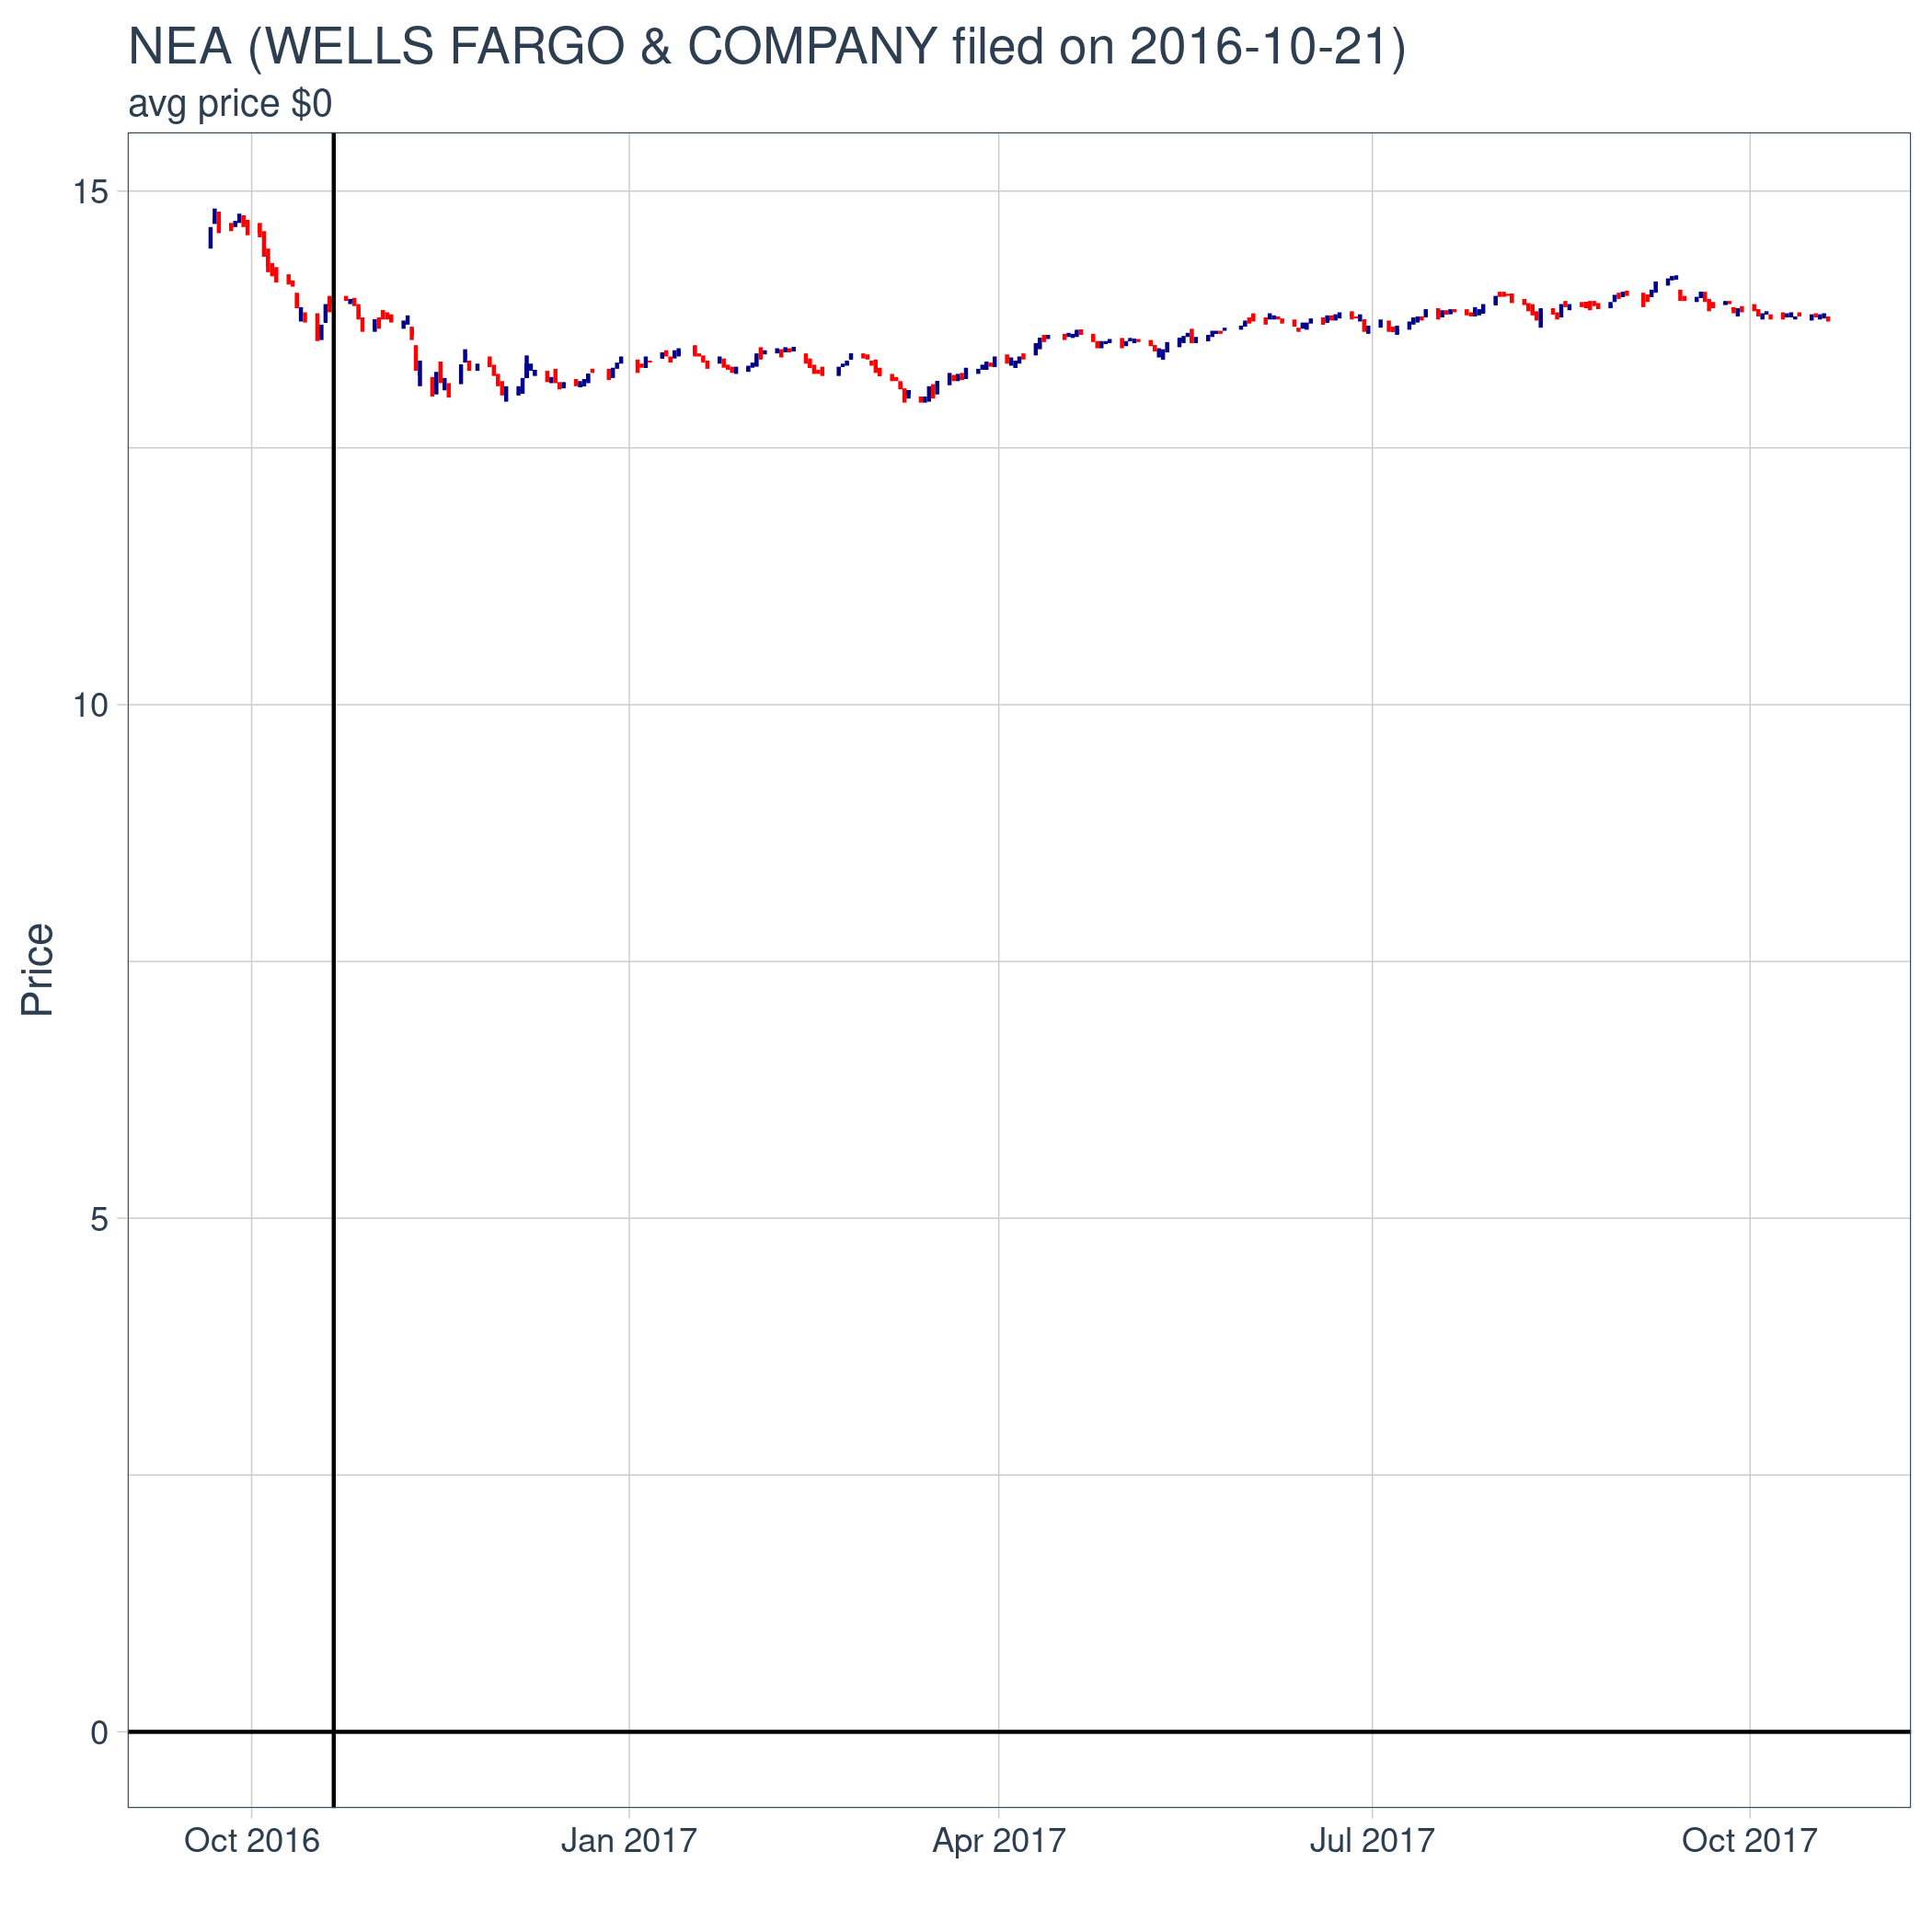 NEA (WELLS FARGO & COMPANY filed on 2016-10-21)
avg price $0
15
10
5
0
Price
Oct 2016
Jan 2017
Apr 2017
Jul 2017
Oct 2017